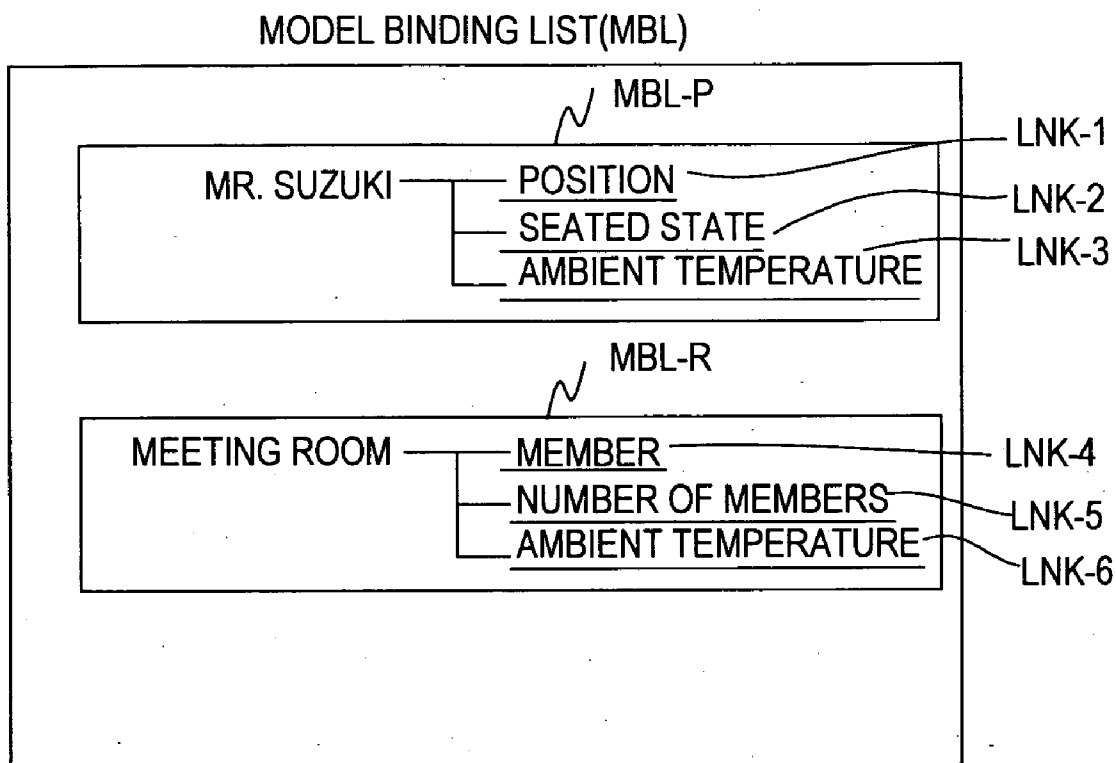 MODEL BINDING LIST(MBL)
MBL-P
LNK-1
MR. SUZUKI POSITION
LNK-2
SEATED STATE
LNK-3
AMBIENT TEMPERATURE
MBL-R
MEETING ROOM MEMBER LNK-4
NUMBER OF MEMBERS LNK-5
AMBIENT TEMPERATURE LNK-6